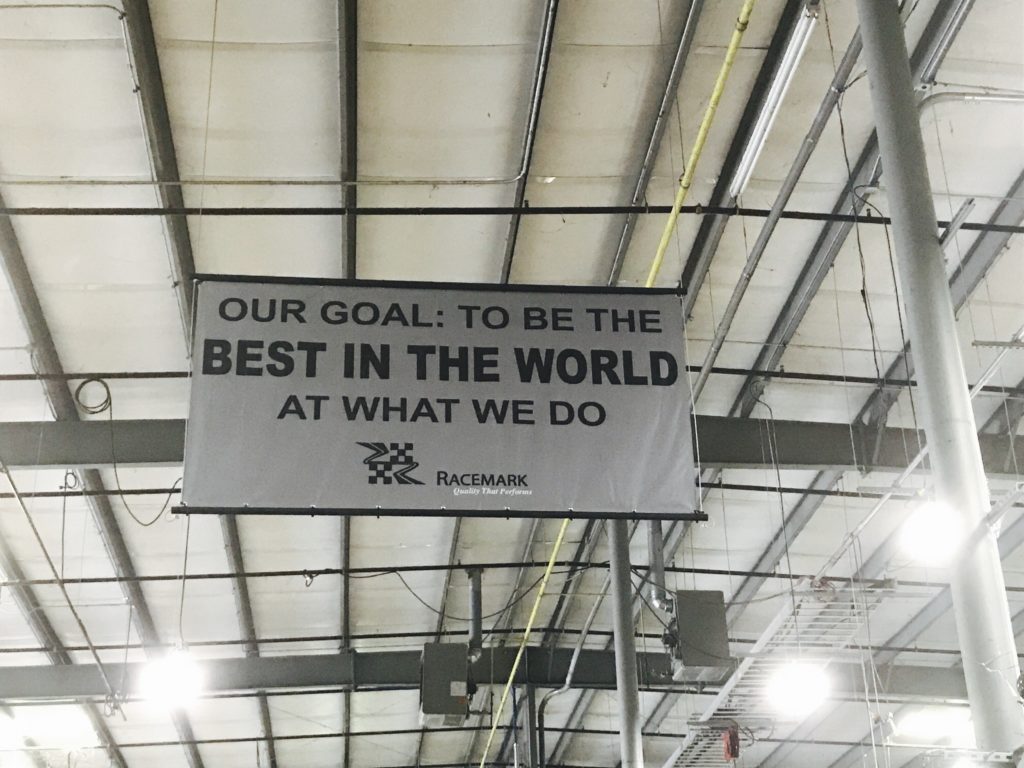 OUR GOAL: TO BE THE
BEST IN THE WORLD
AT WHAT WE DO
RACEMARK
Quality That Performs